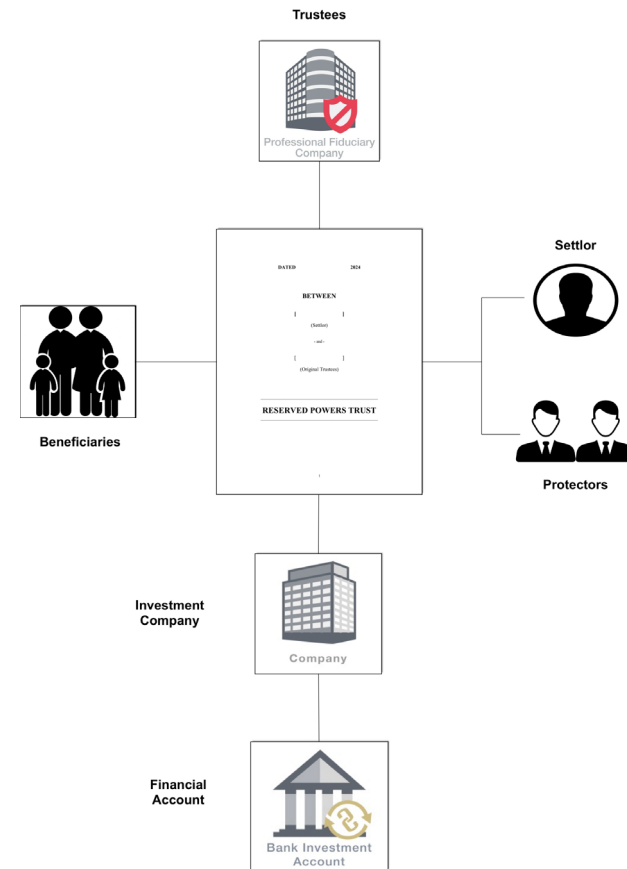 Trustees
Professional Fiduciary
Company
DATED 2024
BETWEEN
[ ]
(Settlor)
- and -
[ ]
(Original Trustees)
RESERVED POWERS TRUST
Settlor
Beneficiaries
Protectors
Investment
Company
Company
Financial
Account
Bank Investment
Account